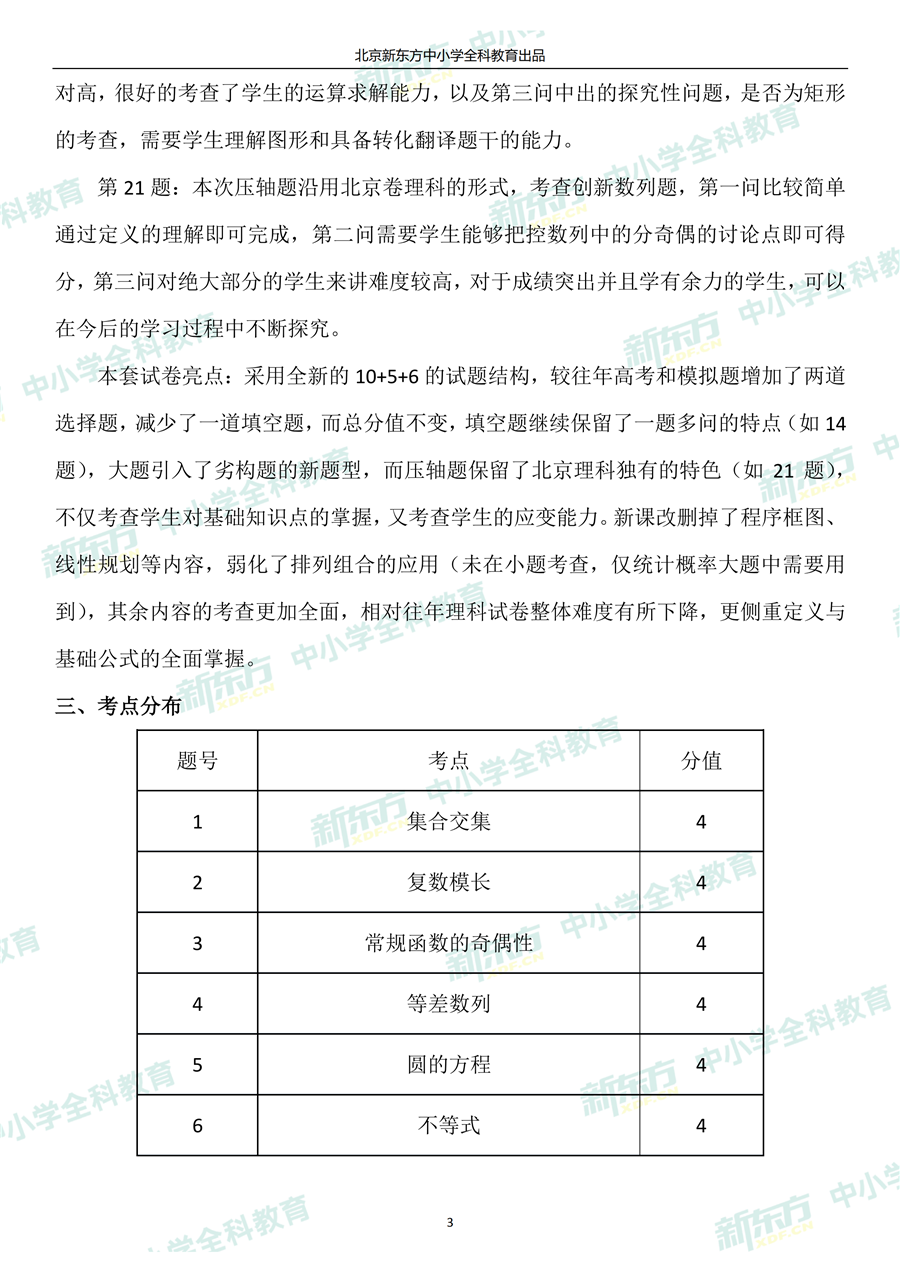 北京新东方中小学全科教育出品
对高，很好的考查了学生的运算求解能力，以及第三问中出的探究性问题，是否为矩形
的考查，需要学生理解图形和具备转化翻译题干的能力。
第 21 题：本次压轴题沿用北京卷理科的形式，考查创新数列题，第一问比较简单
通过定义的理解即可完成，第二问需要学生能够把控数列中的分奇偶的讨论点即可得
分，第三问对绝大部分的学生来讲难度较高，对于成绩突出并且学有余力的学生，可以
在今后的学习过程中不断探究。
本套试卷亮点：采用全新的 10+5+6 的试题结构，较往年高考和模拟题增加了两道
选择题，减少了一道填空题，而总分值不变，填空题继续保留了一题多问的特点（如 14
题），大题引入了劣构题的新题型，而压轴题保留了北京理科独有的特色（如 21 题），
不仅考查学生对基础知识点的掌握，又考查学生的应变能力。新课改删掉了程序框图、
线性规划等内容，弱化了排列组合的应用（未在小题考查，仅统计概率大题中需要用
到），其余内容的考查更加全面，相对往年理科试卷整体难度有所下降，更侧重定义与
基础公式的全面掌握。
三、考点分布
题号 考点 分值
1 集合交集 4
2 复数模长 4
3 常规函数的奇偶性 4
4 等差数列 4
5 圆的方程 4
6 不等式 4
3
新东方 XDF.CN 中小学全科教育